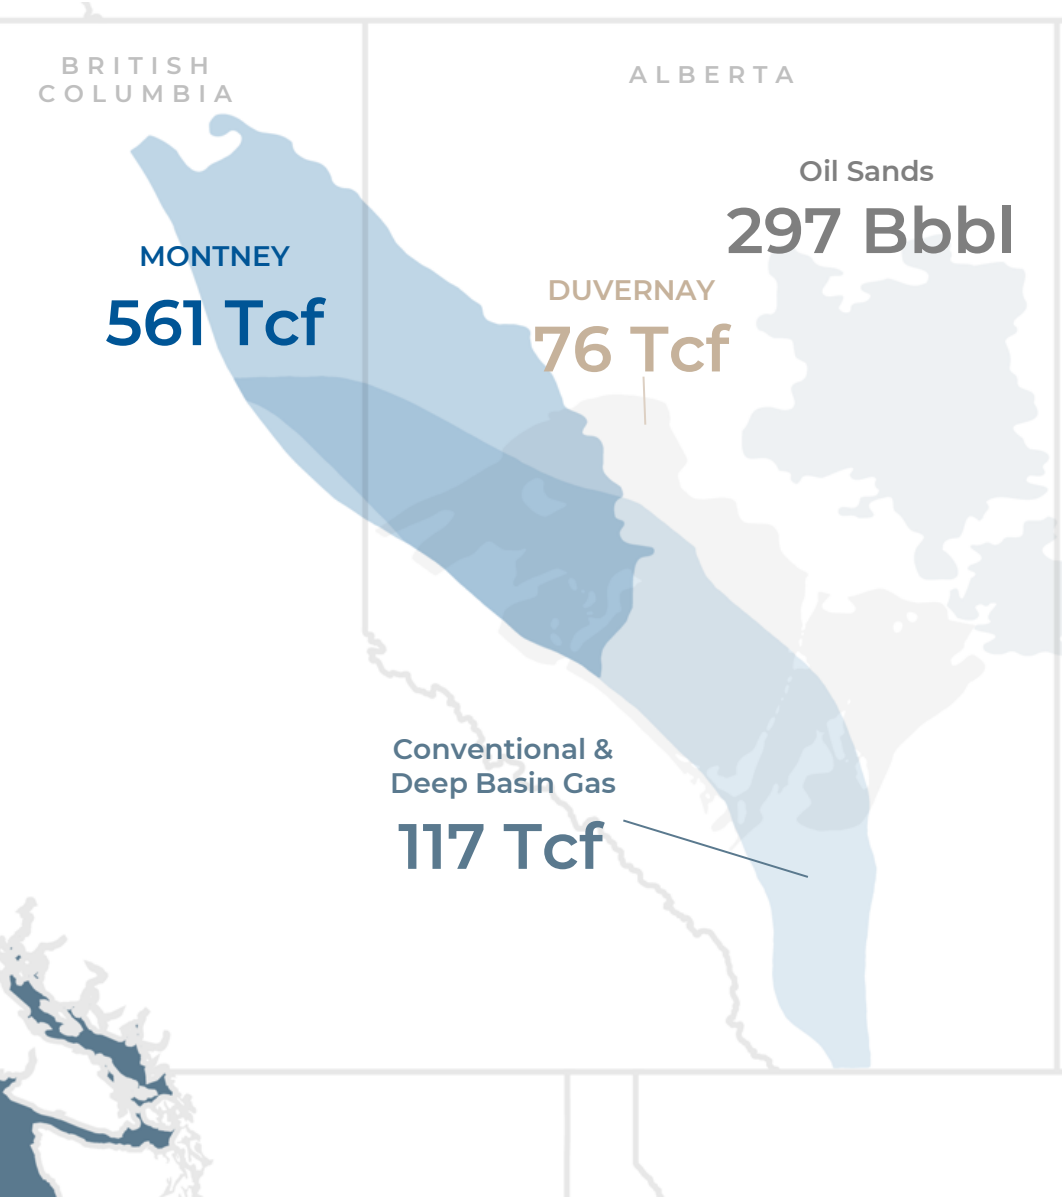 BRITISH
COLUMBIA
ALBERTA
Oil Sands
297 Bbbl
MONTNEY
561 Tcf
DUVERNAY
76 Tcf
Conventional &
Deep Basin Gas
117 Tcf